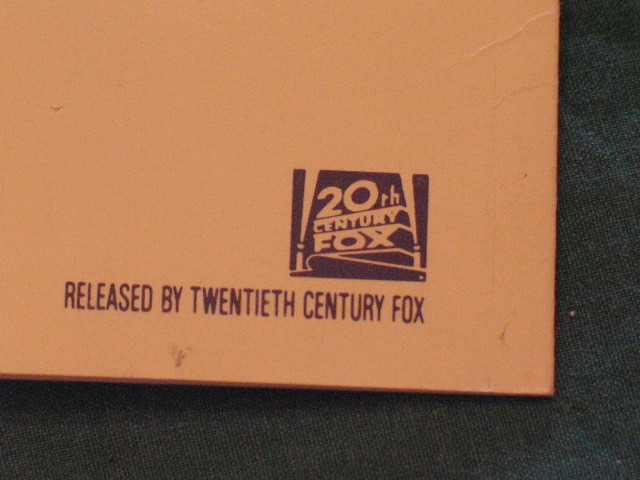 20th
CENTURY
FOX
RELEASED BY TWENTIETH CENTURY FOX